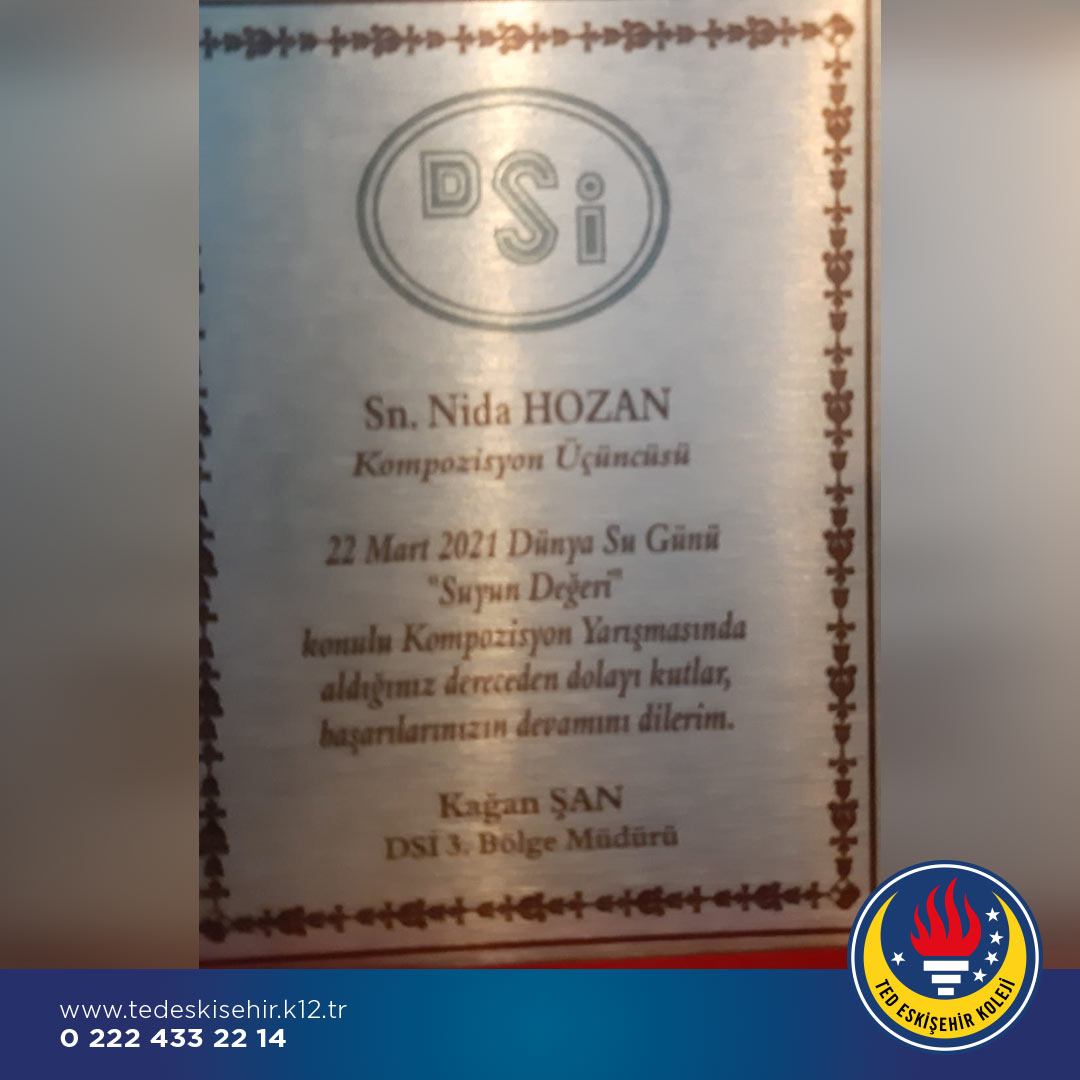 DSİ
Sn. Nida HOZAN
Kompozisyon Üçüncüsü
22 Mart 2021 Dünya Su Günü
"Suyun Değeri"
konulu Kompozisyon Yarışmasında
aldığınız dereceden dolayı kutlar,
başarılarınızın devamını dilerim.
Kağan ŞAN
DSİ 3. Bölge Müdürü
www.tedeskisehir.k12.tr
0 222 433 22 14
TED ESKİŞEHİR KOLEJİ